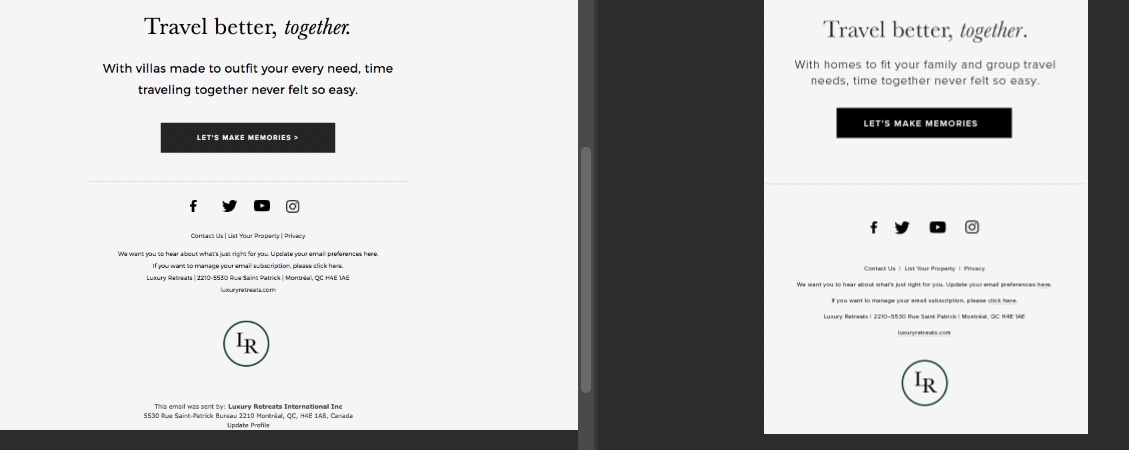 Travel better, together.
With villas made to outfit your every need, time
traveling together never felt so easy.
LET'S MAKE MEMORIES >
Contact Us | List Your Property | Privacy
We want you to hear about what's just right for you. Update your email preferences here.
If you want to manage your email subscription, please click here.
Luxury Retreats | 2210-5530 Rue Saint Patrick | Montréal, QC H4E 1AE
luxuryretreats.com
LR
This email was sent by: Luxury Retreats International Inc
5530 Rue Saint-Patrick Bureau 2210 Montréal, QC, H4E 1A8, Canada
Update Profile
Travel better, together.
With homes to fit your family and group travel
needs, time together never felt so easy.
LET'S MAKE MEMORIES
Contact Us | List Your Property | Privacy
We want you to hear about what's just right for you. Update your email preferences here.
If you want to manage your email subscription, please click here.
Luxury Retreats | 2210-5530 Rue Saint Patrick | Montréal, QC H4E 1AE
luxuryretreats.com
LR